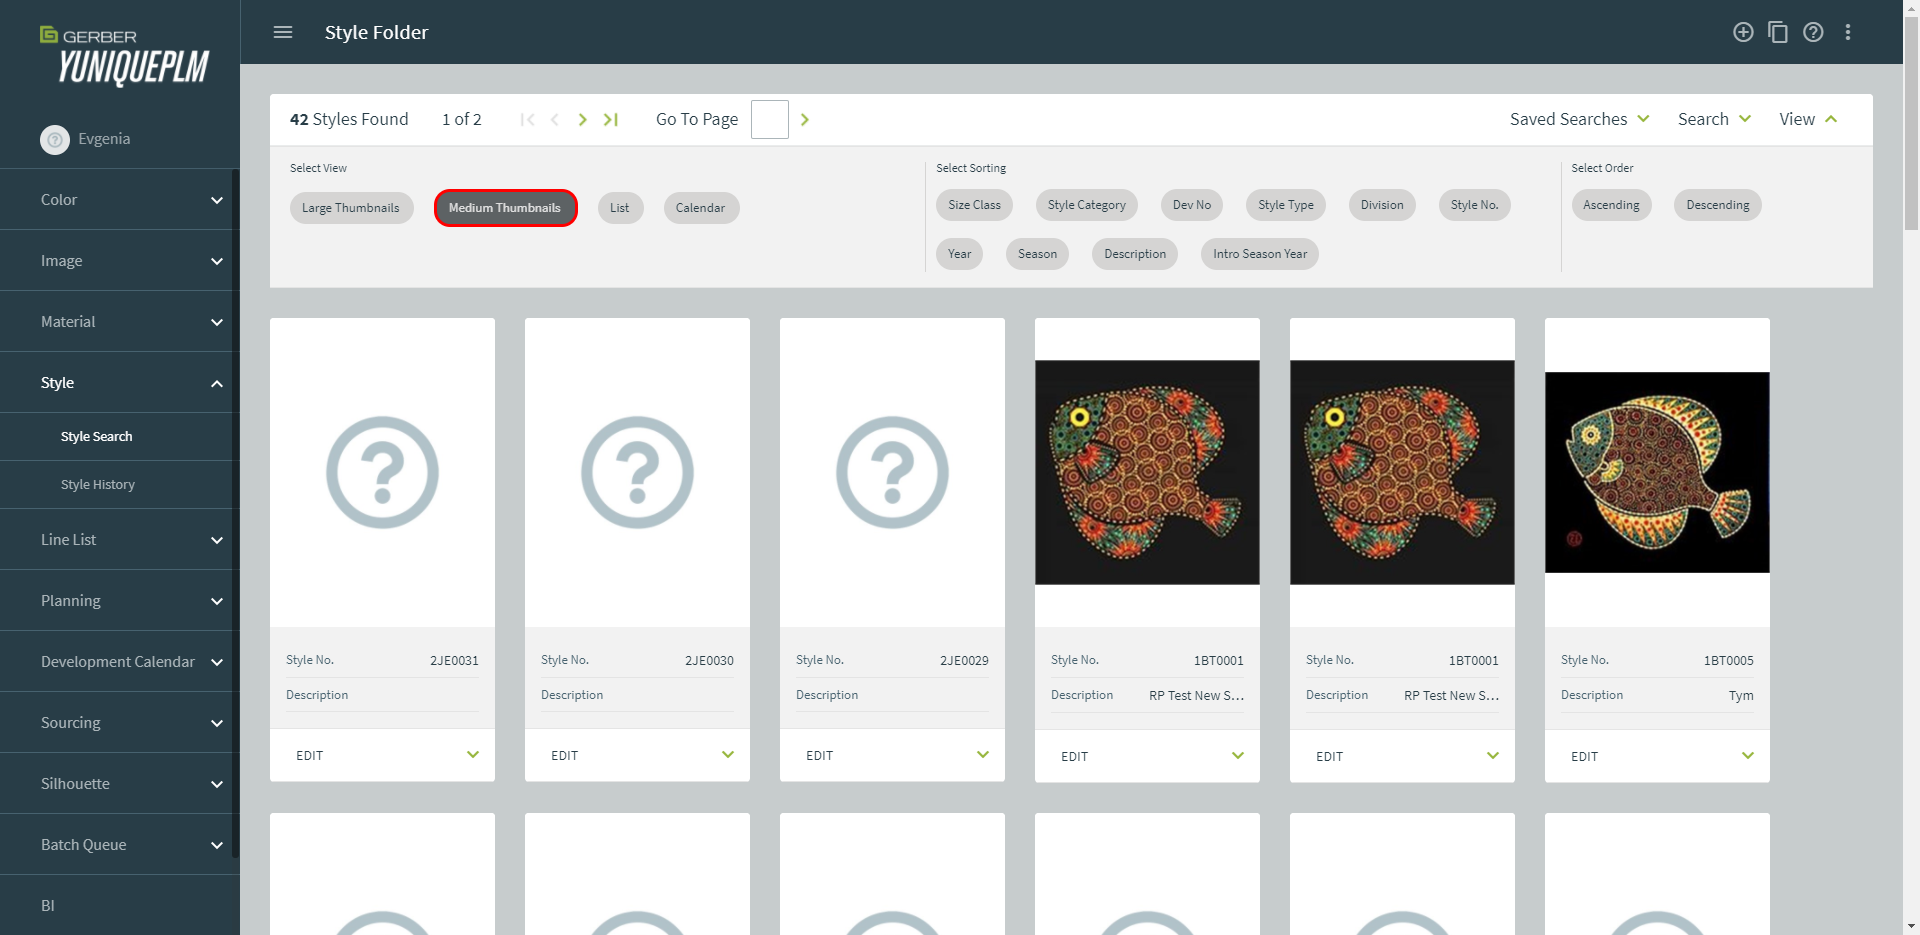 GERBER
YUNIQUEPLM
Style Folder
Evgenia
Color
Image
Material
Style
Style Search
Style History
Line List
Planning
Development Calendar
Sourcing
Silhouette
Batch Queue
BI
42 Styles Found 1 of 2 Go To Page Saved Searches Search View
Select View
Large Thumbnails Medium Thumbnails List Calendar
Select Sorting
Size Class Style Category Dev No Style Type Division Style No.
Year Season Description Intro Season Year
Select Order
Ascending Descending
Style No. 2JE0031
Description
EDIT
Style No. 2JE0030
Description
EDIT
Style No. 2JE0029
Description
EDIT
Style No. 1BT0001
Description RP Test New S...
EDIT
Style No. 1BT0001
Description RP Test New S...
EDIT
Style No. 1BT0005
Description Tym
EDIT